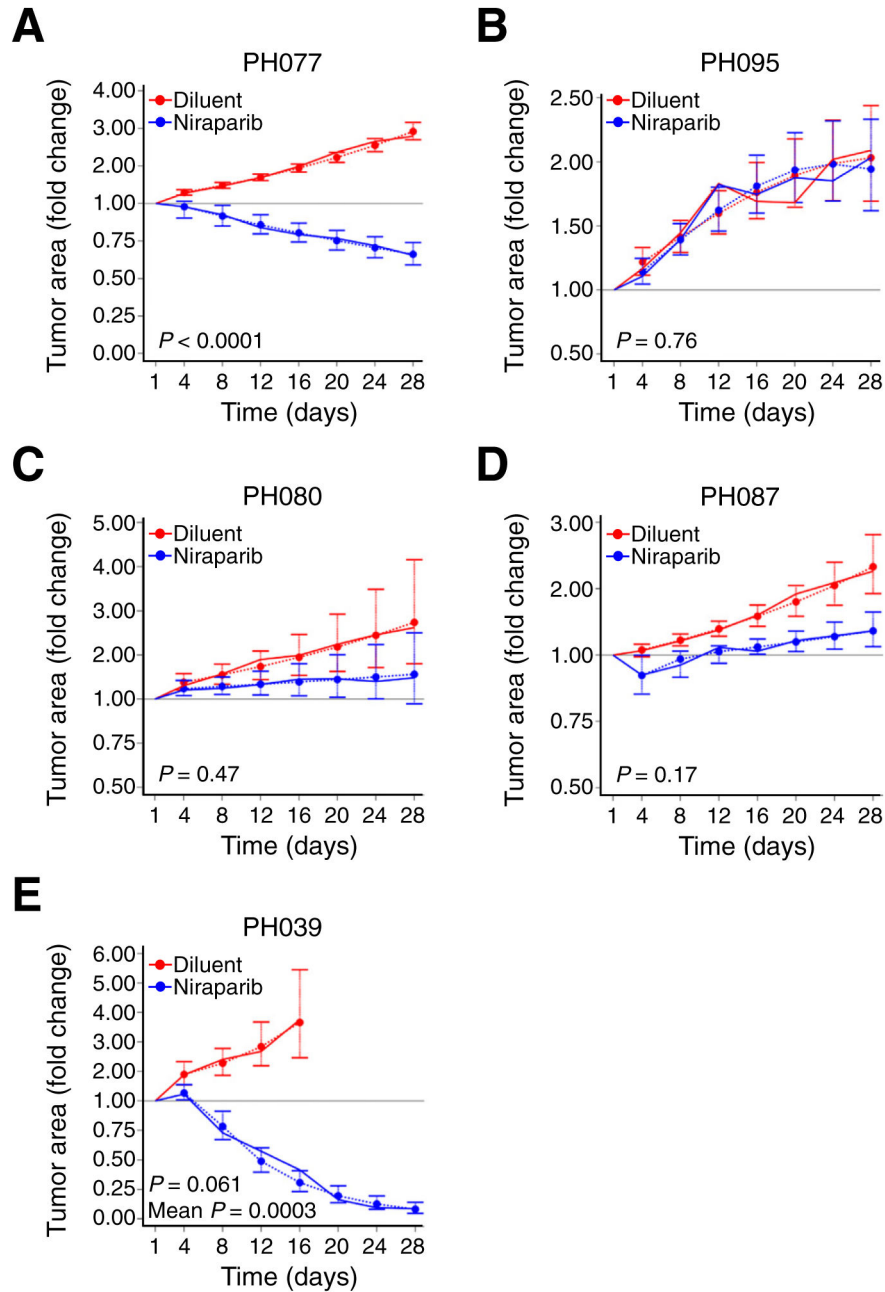 A
PH077
Tumor area (fold change)
4.00
3.00
2.00
1.00
0.75
0.50
0.25
0.00
Diluent
Niraparib
P < 0.0001
1 4 8 12 16 20 24 28
Time (days)
B
PH095
Tumor area (fold change)
2.50
2.00
1.50
1.00
0.50
Diluent
Niraparib
P = 0.76
1 4 8 12 16 20 24 28
Time (days)
C
PH080
Tumor area (fold change)
5.00
4.00
3.00
2.00
1.00
0.75
0.50
Diluent
Niraparib
P = 0.47
1 4 8 12 16 20 24 28
Time (days)
D
PH087
Tumor area (fold change)
3.00
2.00
1.00
0.75
0.50
Diluent
Niraparib
P = 0.17
1 4 8 12 16 20 24 28
Time (days)
E
PH039
Tumor area (fold change)
6.00
5.00
4.00
3.00
2.00
1.00
0.75
0.50
0.25
0.00
Diluent
Niraparib
P = 0.061
Mean P = 0.0003
1 4 8 12 16 20 24 28
Time (days)